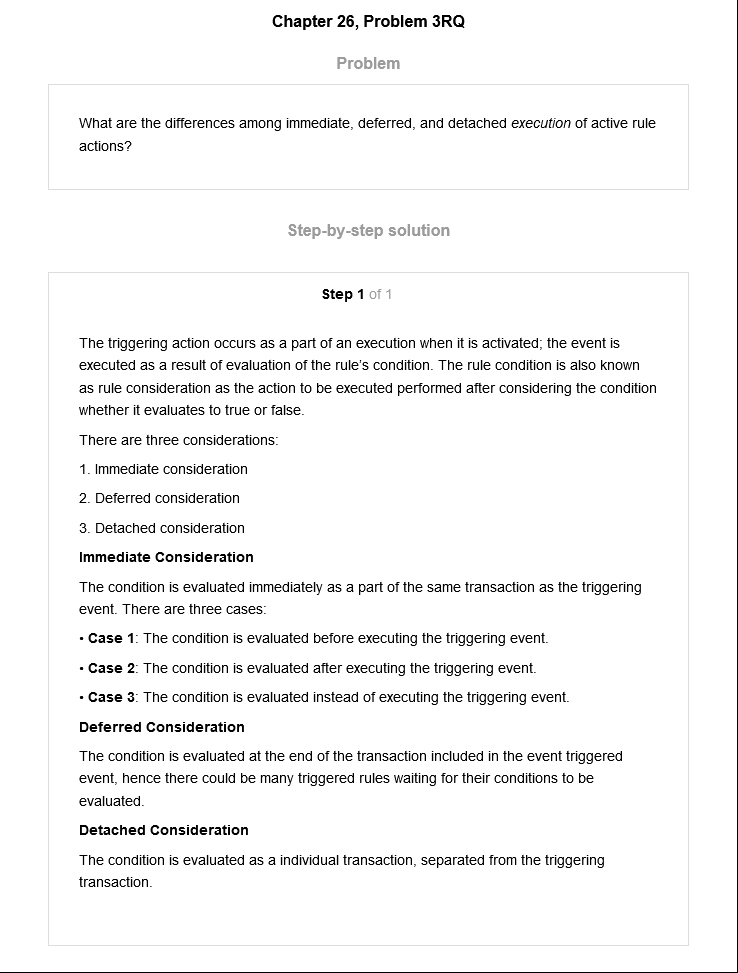 Chapter 26, Problem 3RQ
Problem
What are the differences among immediate, deferred, and detached execution of active rule
actions?
Step-by-step solution
Step 1 of 1
The triggering action occurs as a part of an execution when it is activated; the event is
executed as a result of evaluation of the rule's condition. The rule condition is also known
as rule consideration as the action to be executed performed after considering the condition
whether it evaluates to true or false.
There are three considerations:
1. Immediate consideration
2. Deferred consideration
3. Detached consideration
Immediate Consideration
The condition is evaluated immediately as a part of the same transaction as the triggering
event. There are three cases:
• Case 1: The condition is evaluated before executing the triggering event.
• Case 2: The condition is evaluated after executing the triggering event.
• Case 3: The condition is evaluated instead of executing the triggering event.
Deferred Consideration
The condition is evaluated at the end of the transaction included in the event triggered
event, hence there could be many triggered rules waiting for their conditions to be
evaluated.
Detached Consideration
The condition is evaluated as a individual transaction, separated from the triggering
transaction.